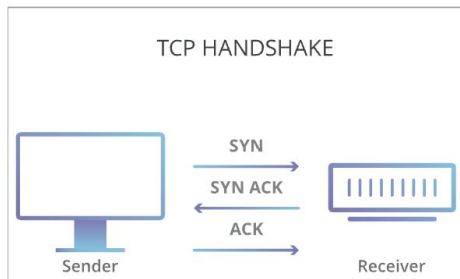 TCP HANDSHAKE
SYN
SYN ACK
ACK
Sender
Receiver